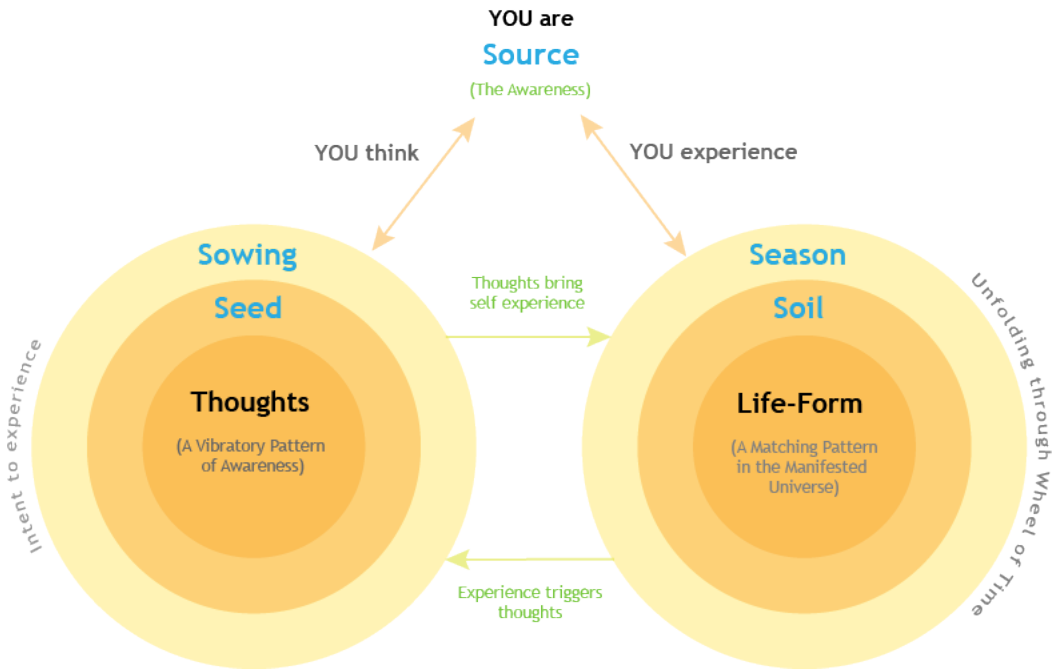 YOU are
Source
(The Awareness)
YOU think
YOU experience
Sowing
Seed
Thoughts
(A Vibratory Pattern
of Awareness)
Intent to experience
Thoughts bring
self experience
Experience triggers
thoughts
Season
Soil
Life-Form
(A Matching Pattern
in the Manifested
Universe)
Unfolding through Wheel of Time